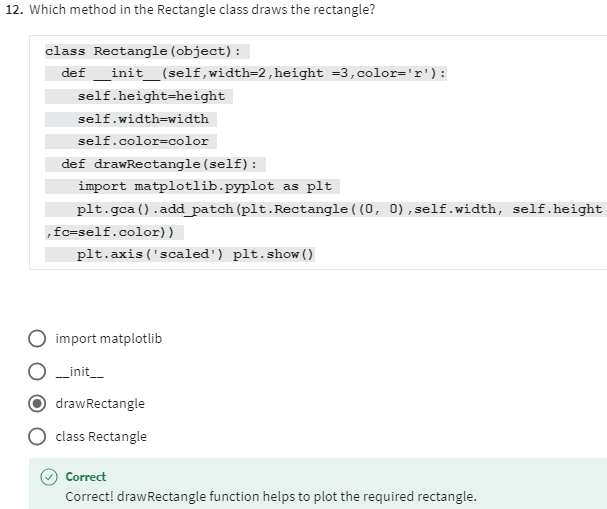 12. Which method in the Rectangle class draws the rectangle?
class Rectangle(object):
def __init__(self,width=2,height =3,color='r'):
self.height=height
self.width=width
self.color=color
def drawRectangle(self):
import matplotlib.pyplot as plt
plt.gca().add_patch(plt.Rectangle((0, 0),self.width, self.height
,fc=self.color))
plt.axis('scaled') plt.show()
import matplotlib
__init__
drawRectangle
class Rectangle
Correct
Correct! drawRectangle function helps to plot the required rectangle.